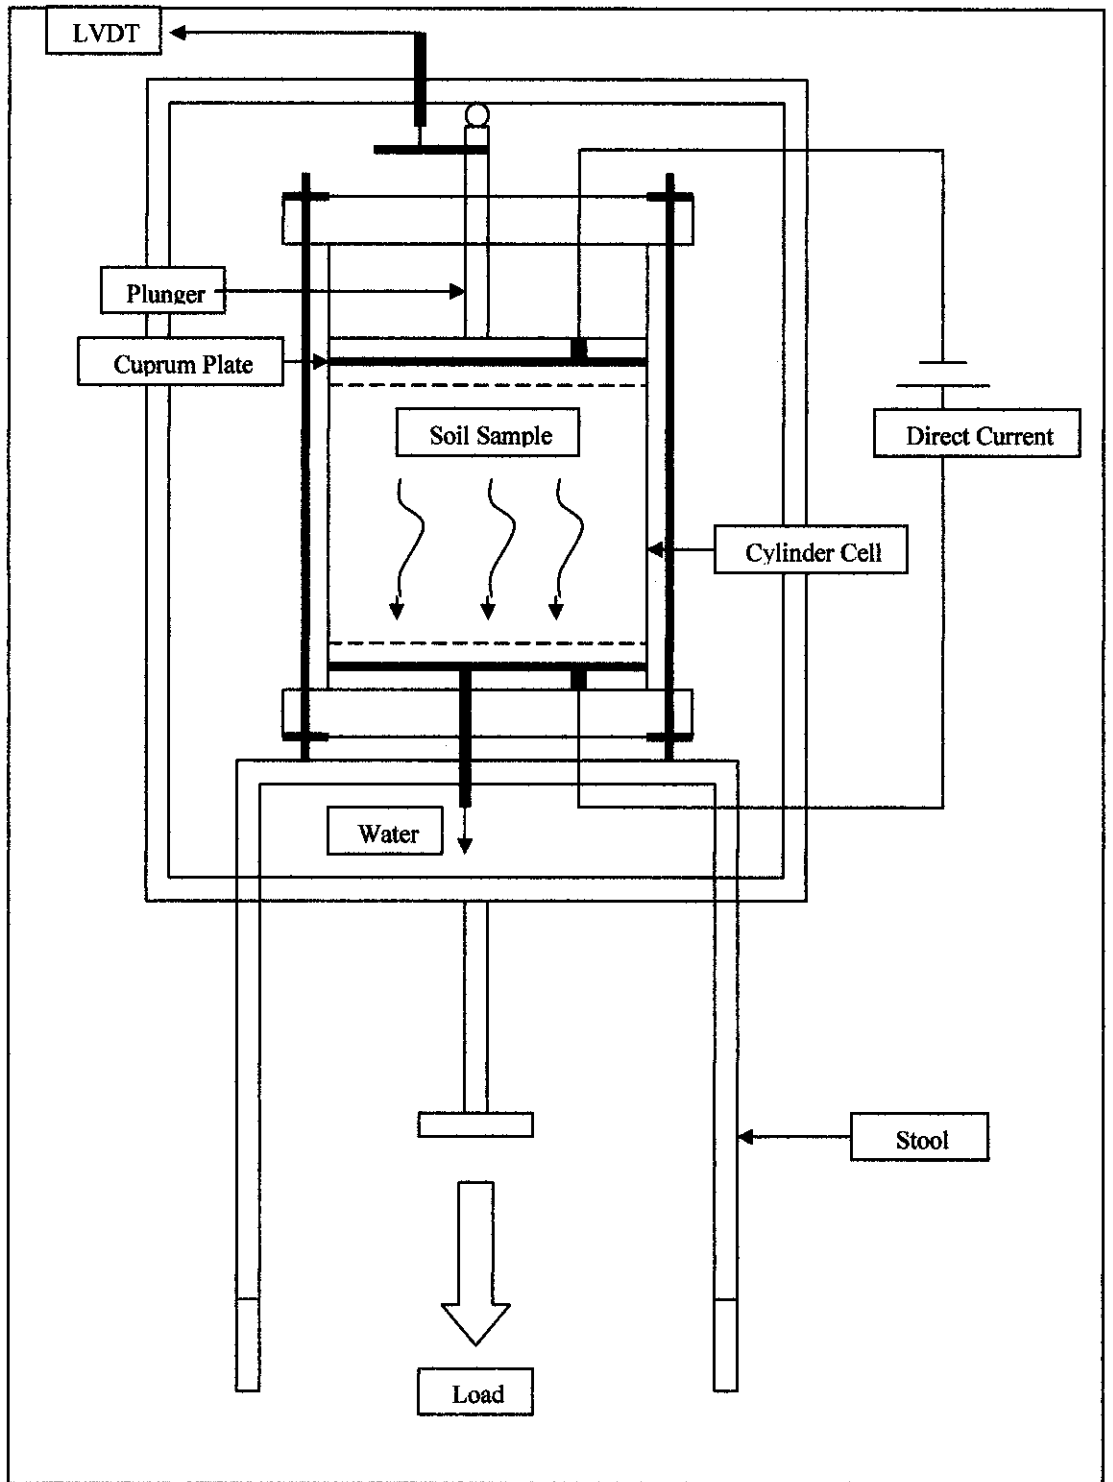 LVDT
Plunger
Cuprum Plate
Soil Sample
Direct Current
Cylinder Cell
Water
Stool
Load